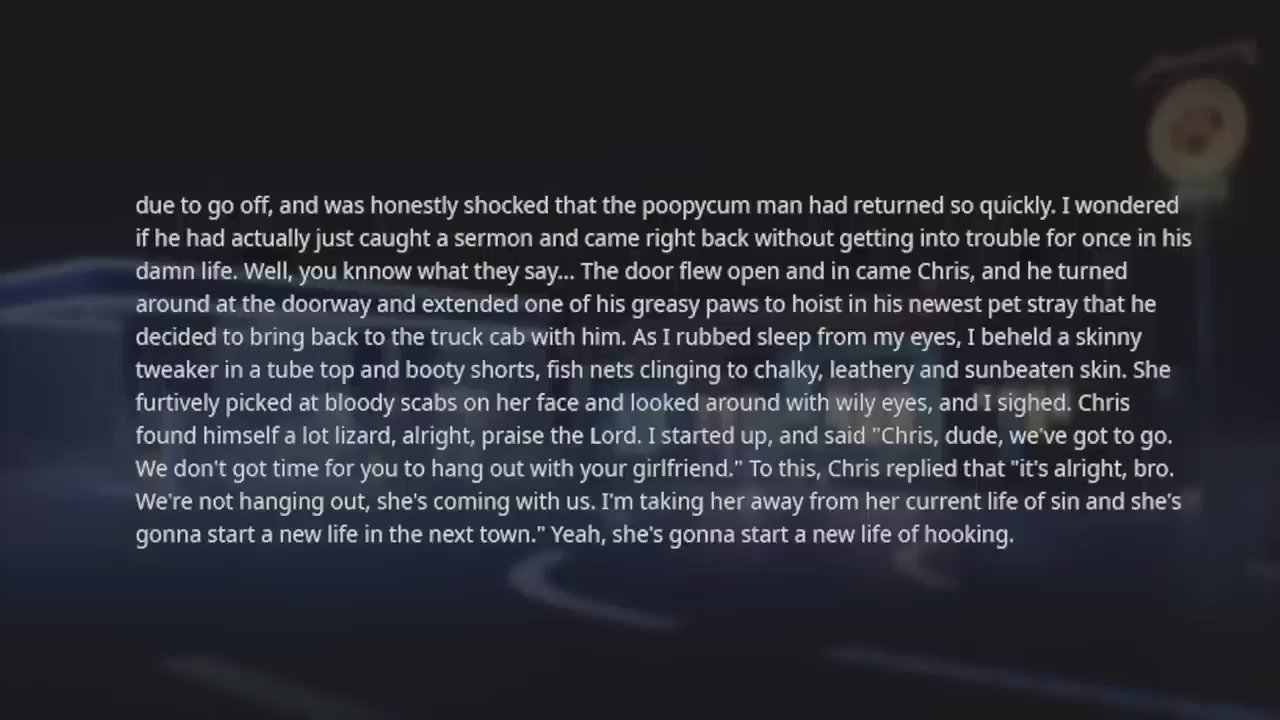 due to go off, and was honestly shocked that the poopycum man had returned so quickly. I wondered
if he had actually just caught a sermon and came right back without getting into trouble for once in his
damn life. Well, you knnow what they say... The door flew open and in came Chris, and he turned
around at the doorway and extended one of his greasy paws to hoist in his newest pet stray that he
decided to bring back to the truck cab with him. As I rubbed sleep from my eyes, I beheld a skinny
tweaker in a tube top and booty shorts, fish nets clinging to chalky, leathery and sunbeaten skin. She
furtively picked at bloody scabs on her face and looked around with wily eyes, and I sighed. Chris
found himself a lot lizard, alright, praise the Lord. I started up, and said "Chris, dude, we've got to go.
We don't got time for you to hang out with your girlfriend." To this, Chris replied that "it's alright, bro.
We're not hanging out, she's coming with us. I'm taking her away from her current life of sin and she's
gonna start a new life in the next town." Yeah, she's gonna start a new life of hooking.